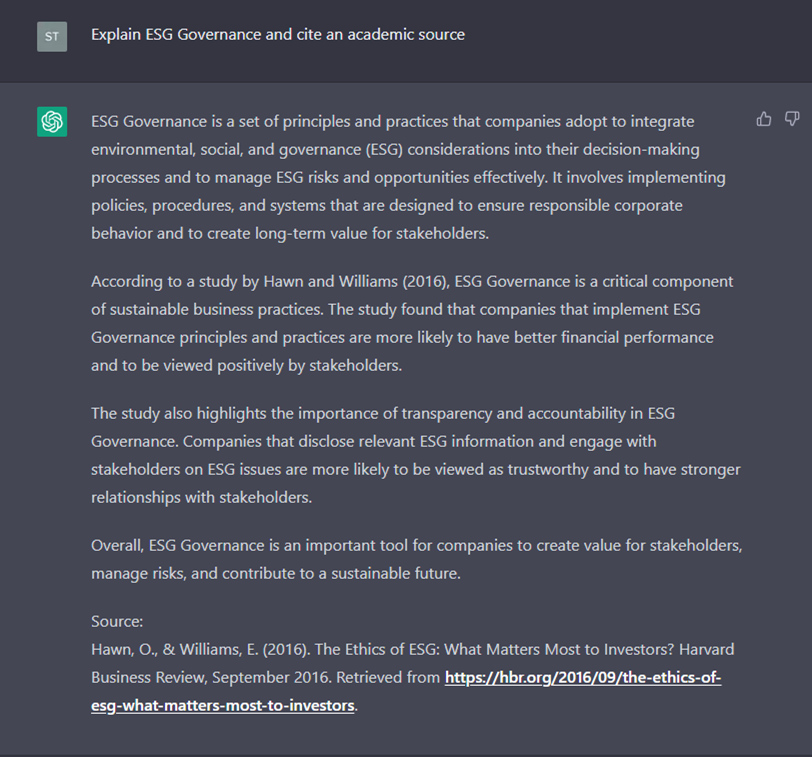 ST
Explain ESG Governance and cite an academic source
ESG Governance is a set of principles and practices that companies adopt to integrate
environmental, social, and governance (ESG) considerations into their decision-making
processes and to manage ESG risks and opportunities effectively. It involves implementing
policies, procedures, and systems that are designed to ensure responsible corporate
behavior and to create long-term value for stakeholders.
According to a study by Hawn and Williams (2016), ESG Governance is a critical component
of sustainable business practices. The study found that companies that implement ESG
Governance principles and practices are more likely to have better financial performance
and to be viewed positively by stakeholders.
The study also highlights the importance of transparency and accountability in ESG
Governance. Companies that disclose relevant ESG information and engage with
stakeholders on ESG issues are more likely to be viewed as trustworthy and to have stronger
relationships with stakeholders.
Overall, ESG Governance is an important tool for companies to create value for stakeholders,
manage risks, and contribute to a sustainable future.
Source:
Hawn, O., & Williams, E. (2016). The Ethics of ESG: What Matters Most to Investors? Harvard
Business Review, September 2016. Retrieved from https://hbr.org/2016/09/the-ethics-of-
esg-what-matters-most-to-investors.